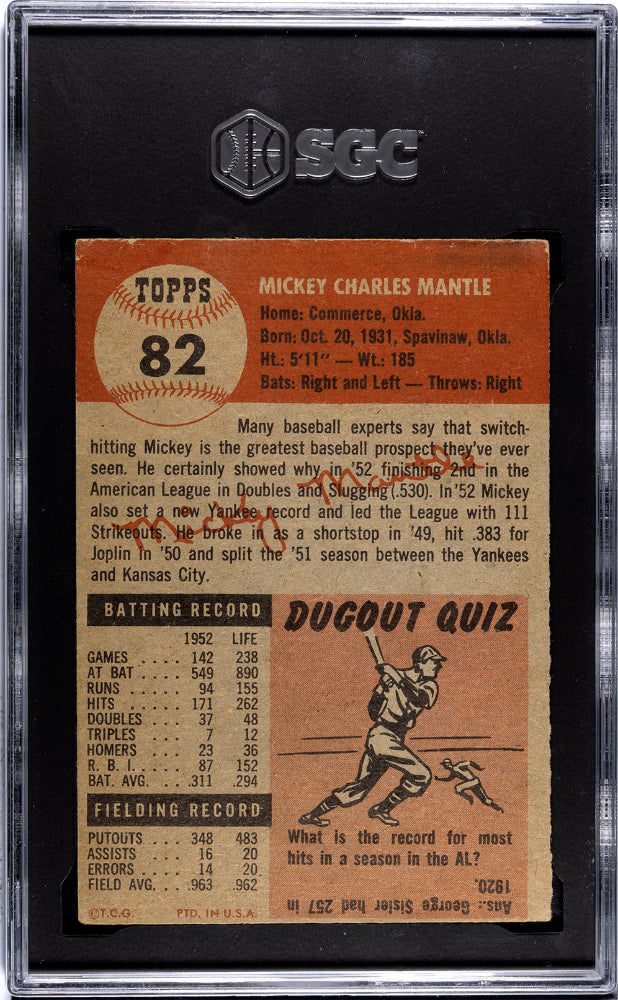 SGC
TOPPS
82
MICKEY CHARLES MANTLE
Home: Commerce, Okla.
Born: Oct. 20, 1931, Spavinaw, Okla.
Ht.: 5'11" — Wt.: 185
Bats: Right and Left — Throws: Right
Many baseball experts say that switch-
hitting Mickey is the greatest baseball prospect they've ever
seen. He certainly showed why in '52 finishing 2nd in the
American League in Doubles and Slugging (.530). In '52 Mickey
also set a new Yankee record and led the League with 111
Strikeouts. He broke in as a shortstop in '49, hit .383 for
Joplin in '50 and split the '51 season between the Yankees
and Kansas City.
Mickey Mantle
BATTING RECORD
1952 LIFE
GAMES .... 142 238
AT BAT .... 549 890
RUNS .... 94 155
HITS .... 171 262
DOUBLES .. 37 48
TRIPLES ... 7 12
HOMERS ... 23 36
R. B. I. .... 87 152
BAT. AVG. .. .311 .294
FIELDING RECORD
PUTOUTS ... 348 483
ASSISTS .... 16 20
ERRORS .... 14 20
FIELD AVG. . .963 .962
©T.C.G. PTD. IN U.S.A.
DUGOUT QUIZ
What is the record for most
hits in a season in the AL?
Ans.: George Sisler had 257 in
1920.